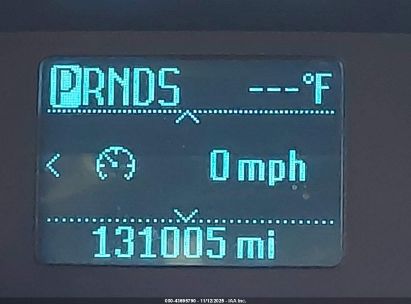 PRNDS ---°F
0 mph
131005 mi